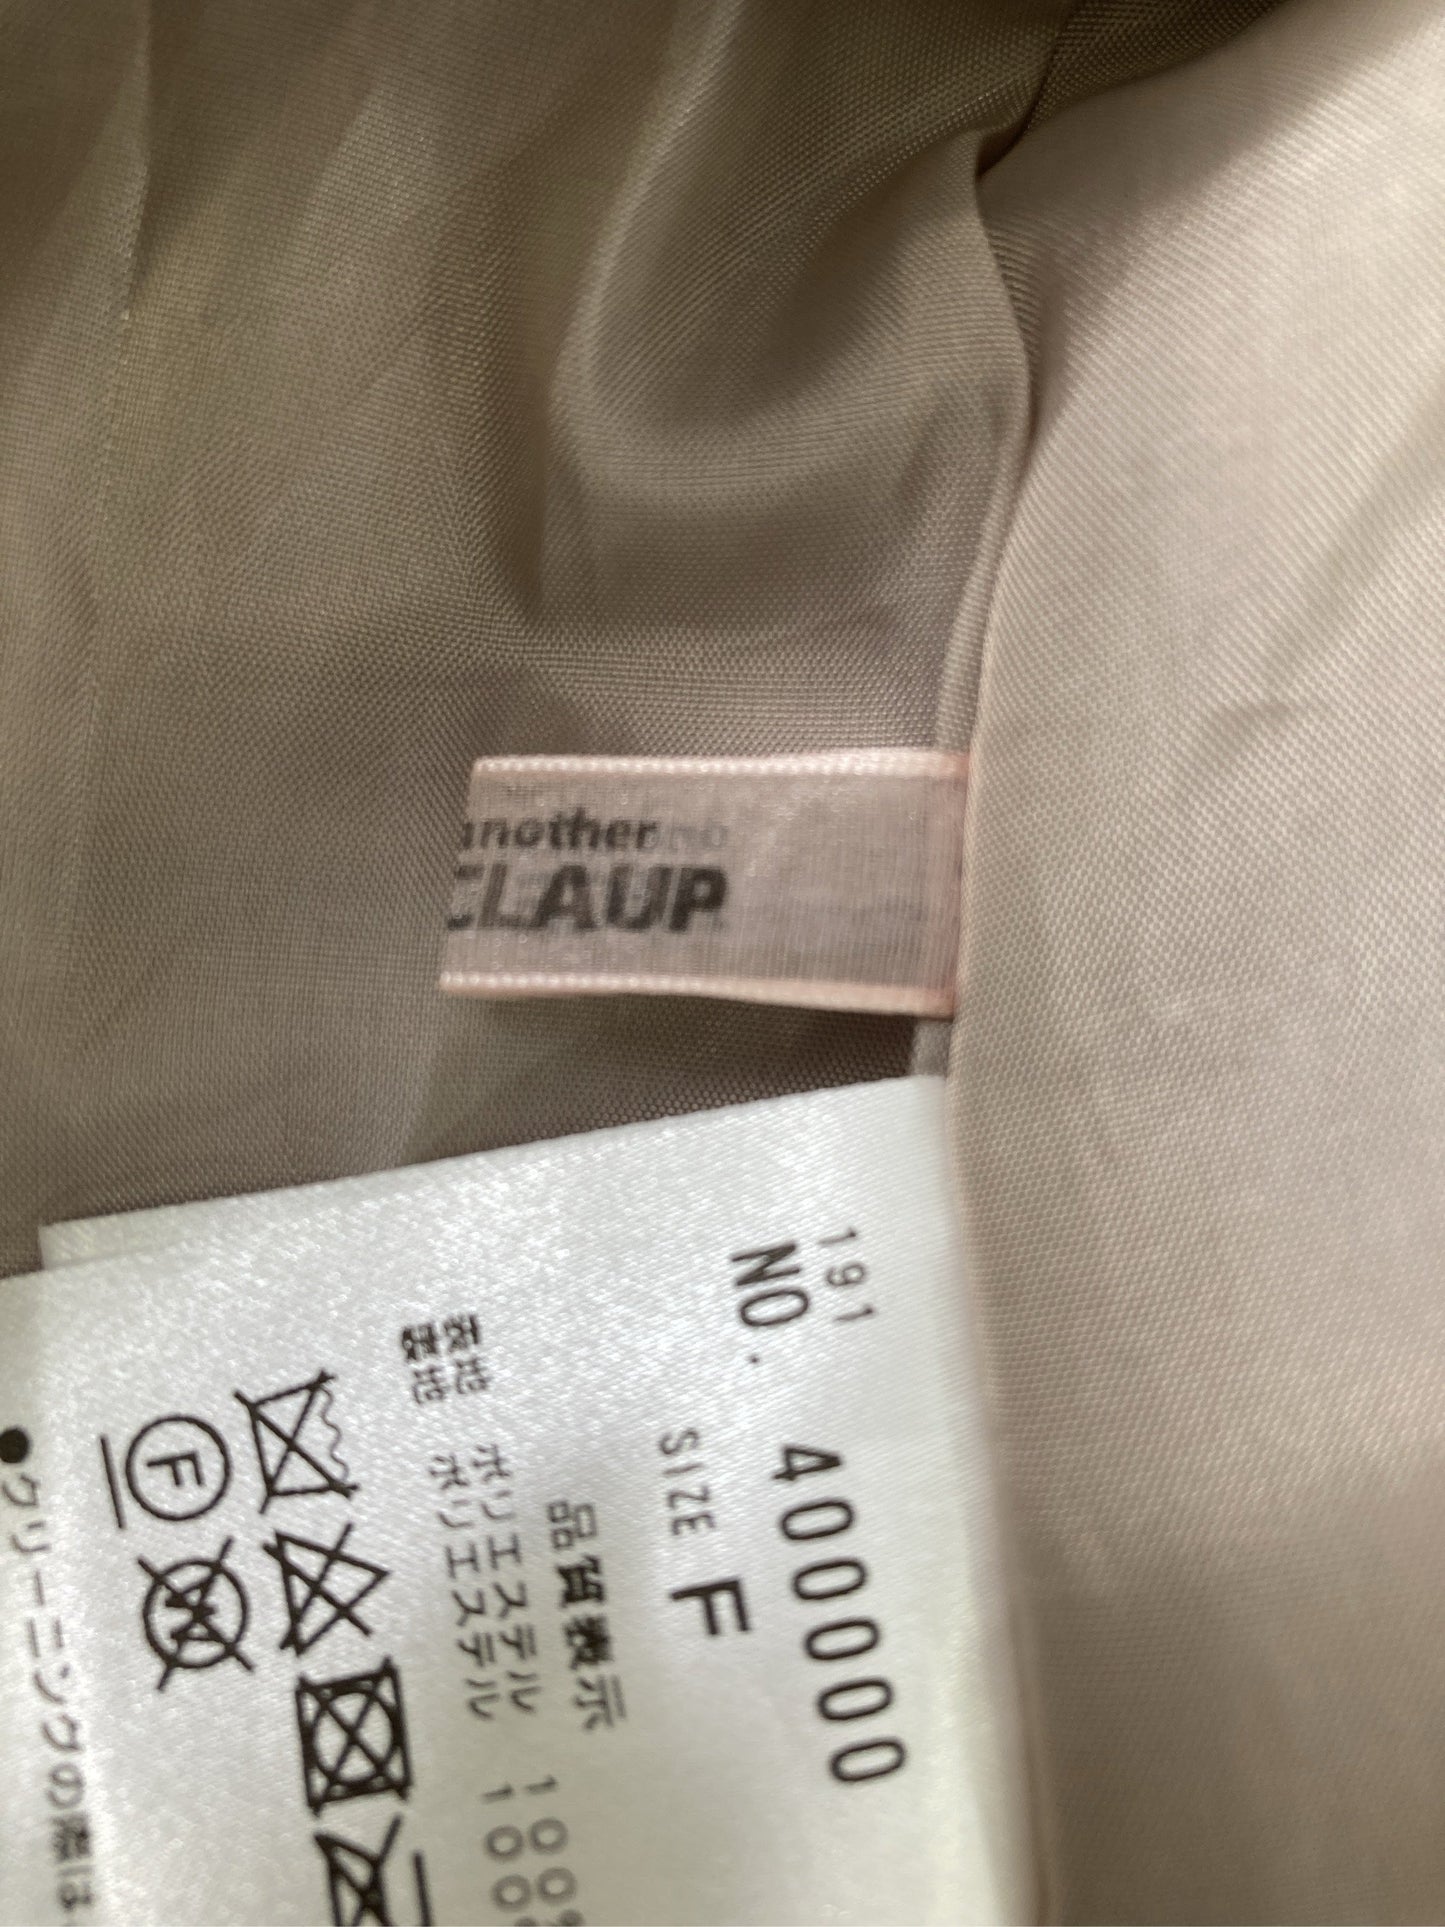 another
CLAUP
191
NO. 400000
SIZE F
品質表示
表地 ポリエステル 100%
裏地 ポリエステル 100
F
W
●クリーニングの際は